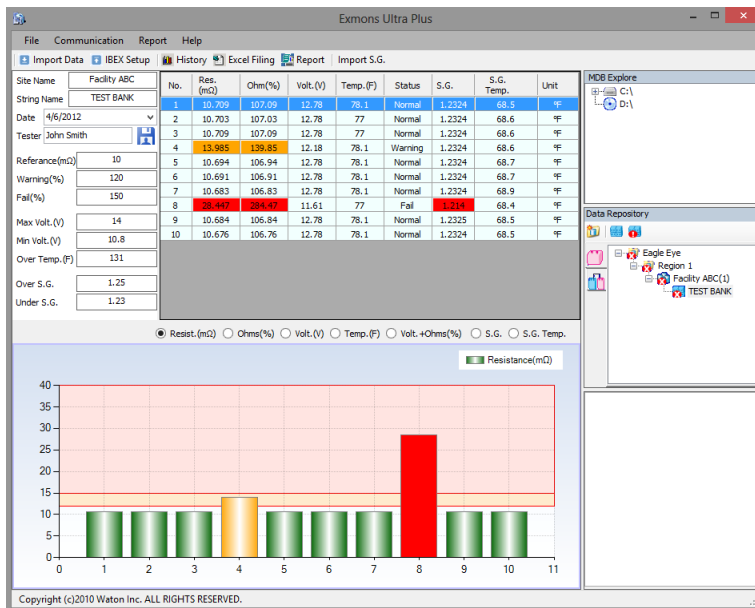 Exmons Ultra Plus
File Communication Report Help
Import Data IBEX Setup History Excel Filing Report Import S.G.
Site Name Facility ABC
String Name TEST BANK
Date 4/6/2012
Tester John Smith
Referance(mΩ) 10
Warning(%) 120
Fail(%) 150
Max Volt.(V) 14
Min Volt.(V) 10.8
Over Temp.(F) 131
Over S.G. 1.25
Under S.G. 1.23
No. Res. (mΩ) Ohm(%) Volt.(V) Temp.(F) Status S.G. S.G. Temp. Unit
1 10.709 107.09 12.78 78.1 Normal 1.2324 68.5 °F
2 10.703 107.03 12.78 77 Normal 1.2324 68.6 °F
3 10.709 107.09 12.78 77 Normal 1.2324 68.6 °F
4 13.985 139.85 12.18 78.1 Warning 1.2324 68.6 °F
5 10.694 106.94 12.78 78.1 Normal 1.2324 68.7 °F
6 10.691 106.91 12.78 78.1 Normal 1.2324 68.7 °F
7 10.683 106.83 12.78 78.1 Normal 1.2324 68.9 °F
8 28.447 284.47 11.61 77 Fail 1.214 68.4 °F
9 10.684 106.84 12.78 78.1 Normal 1.2325 68.5 °F
10 10.676 106.76 12.78 78.1 Normal 1.2324 68.5 °F
MDB Explore
C:\
D:\
Data Repository
Eagle Eye
Region 1
Facility ABC(1)
TEST BANK
Resist.(mΩ) Ohms(%) Volt.(V) Temp.(F) Volt.+Ohms(%) S.G. S.G. Temp.
Resistance(mΩ)
40
35
30
25
20
15
10
5
0
0 1 2 3 4 5 6 7 8 9 10 11
Copyright (c)2010 Waton Inc. ALL RIGHTS RESERVED.